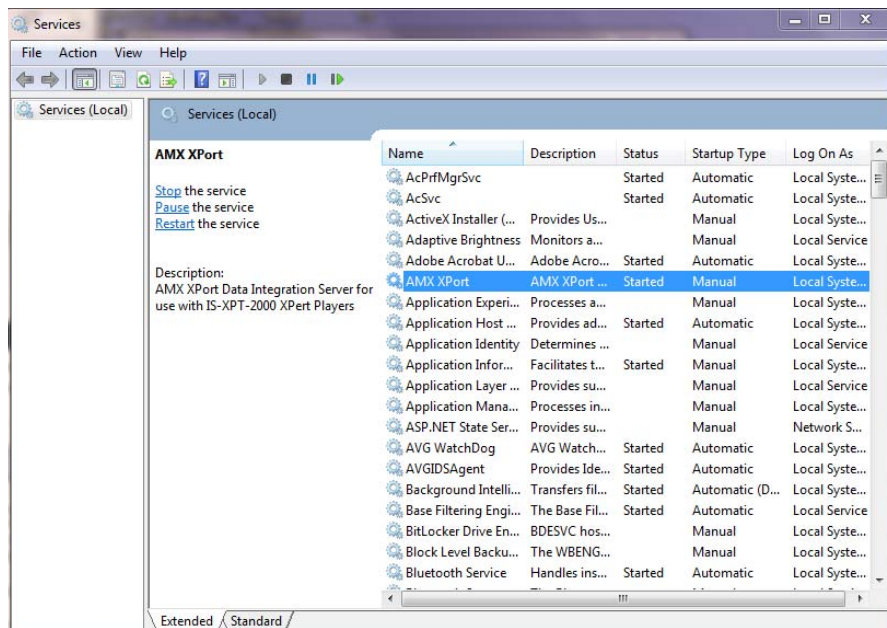 Services
File Action View Help
Services (Local)
Services (Local)
AMX XPort
Stop the service
Pause the service
Restart the service
Description:
AMX XPort Data Integration Server for
use with IS-XPT-2000 XPert Players
Name Description Status Startup Type Log On As
AcPrfMgrSvc Started Automatic Local Syste...
AcSvc Started Automatic Local Syste...
ActiveX Installer (... Provides Us... Manual Local Syste...
Adaptive Brightness Monitors a... Manual Local Service
Adobe Acrobat U... Adobe Acro... Started Automatic Local Syste...
AMX XPort AMX XPort ... Started Manual Local Syste...
Application Experi... Processes a... Manual Local Syste...
Application Host ... Provides ad... Started Automatic Local Syste...
Application Identity Determines ... Manual Local Service
Application Infor... Facilitates t... Started Manual Local Syste...
Application Layer ... Provides su... Manual Local Service
Application Mana... Processes in... Manual Local Syste...
ASP.NET State Ser... Provides su... Manual Network S...
AVG WatchDog AVG Watch... Started Automatic Local Syste...
AVGIDSAgent Provides Ide... Started Automatic Local Syste...
Background Intelli... Transfers fil... Started Automatic (D... Local Syste...
Base Filtering Engi... The Base Fil... Started Automatic Local Service
BitLocker Drive En... BDESVC hos... Manual Local Syste...
Block Level Backu... The WBENG... Manual Local Syste...
Bluetooth Service Handles ins... Started Automatic Local Syste...
Extended Standard